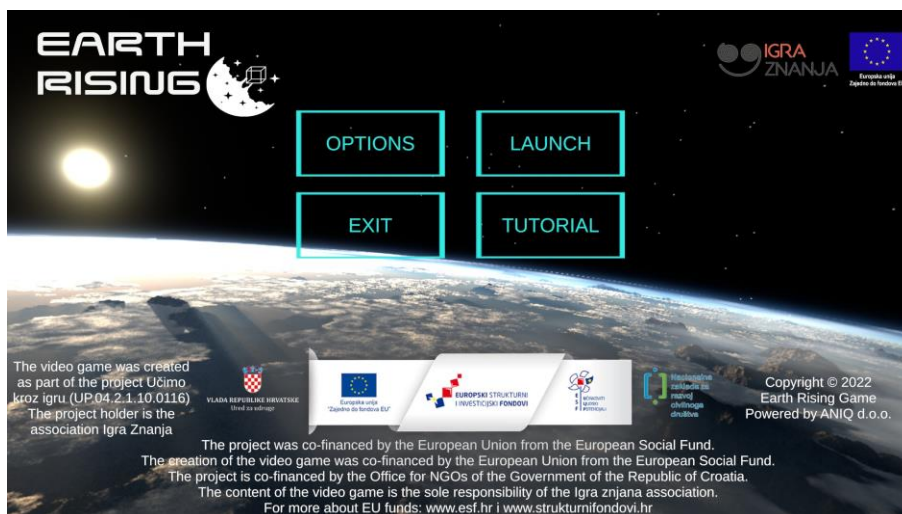 EARTH
RISING
IGRA
ZNANJA
Europska unija
Zajedno do fondova EU
OPTIONS
LAUNCH
EXIT
TUTORIAL
The video game was created
as part of the project Učimo
kroz igru (UP.04.2.1.10.0116)
The project holder is the
association Igra Znanja
VLADA REPUBLIKE HRVATSKE
Ured za udruge
Europska unija
"Zajedno do fondova EU"
EUROPSKI STRUKTURNI
I INVESTICIJSKI FONDOVI
Nacionalna
zaklada za
razvoj
civilnoga
društva
Copyright © 2022
Earth Rising Game
Powered by ANIQ d.o.o.
The project was co-financed by the European Union from the European Social Fund.
The creation of the video game was co-financed by the European Union from the European Social Fund.
The project is co-financed by the Office for NGOs of the Government of the Republic of Croatia.
The content of the video game is the sole responsibility of the Igra znjana association.
For more about EU funds: www.esf.hr i www.strukturnifondovi.hr